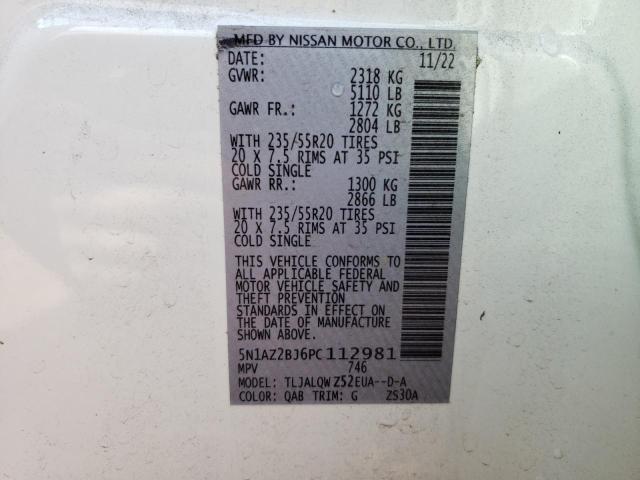 MFD BY NISSAN MOTOR CO., LTD.
DATE: 11/22
GVWR: 2318 KG
5110 LB
GAWR FR.: 1272 KG
2804 LB
WITH 235/55R20 TIRES
20 X 7.5 RIMS AT 35 PSI
COLD SINGLE
GAWR RR.: 1300 KG
2866 LB
WITH 235/55R20 TIRES
20 X 7.5 RIMS AT 35 PSI
COLD SINGLE
THIS VEHICLE CONFORMS TO
ALL APPLICABLE FEDERAL
MOTOR VEHICLE SAFETY AND
THEFT PREVENTION
STANDARDS IN EFFECT ON
THE DATE OF MANUFACTURE
SHOWN ABOVE.
5N1AZ2BJ6PC112981
MPV 746
MODEL: TLJALQWZ52EUA--D-A
COLOR: QAB TRIM: G ZS30A